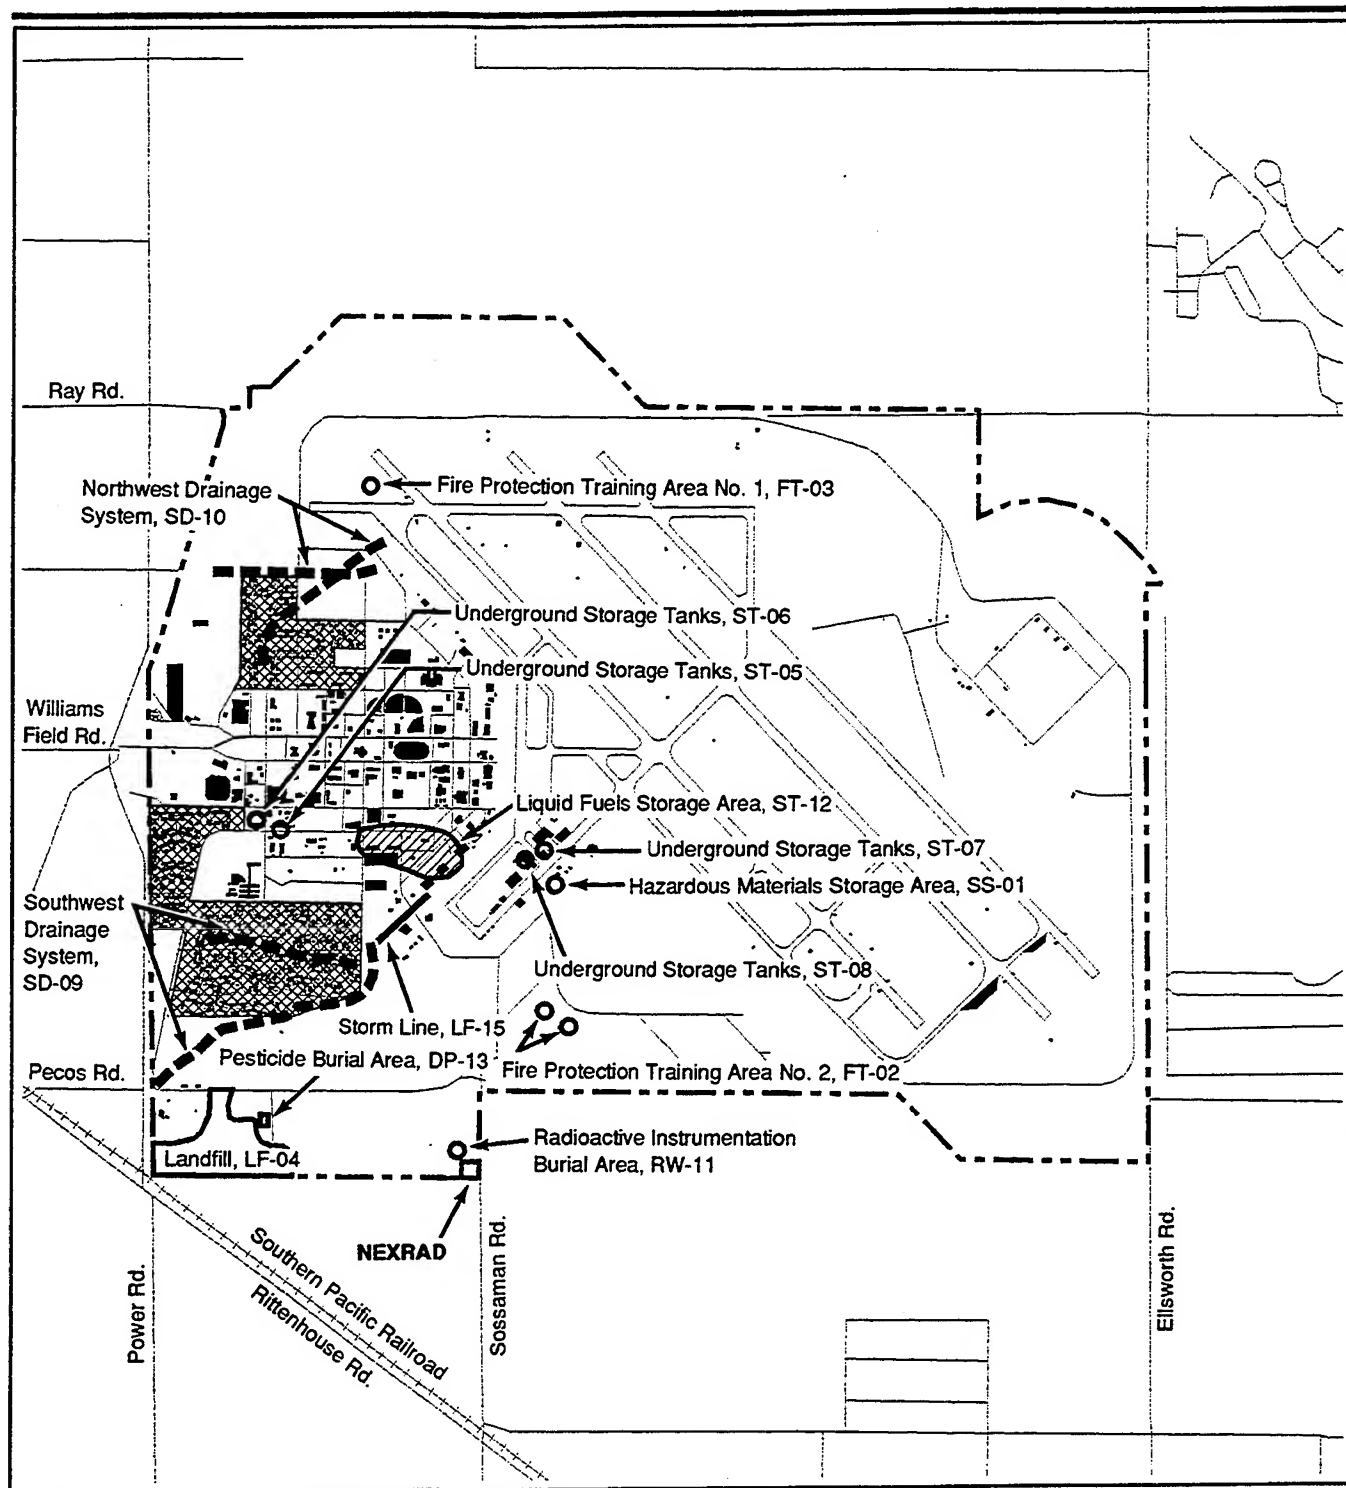 Ray Rd.
Northwest Drainage
System, SD-10
Fire Protection Training Area No. 1, FT-03
Underground Storage Tanks, ST-06
Underground Storage Tanks, ST-05
Williams
Field Rd.
Liquid Fuels Storage Area, ST-12
Underground Storage Tanks, ST-07
Hazardous Materials Storage Area, SS-01
Southwest
Drainage
System,
SD-09
Underground Storage Tanks, ST-08
Storm Line, LF-15
Pesticide Burial Area, DP-13
Pecos Rd.
Fire Protection Training Area No. 2, FT-02
Radioactive Instrumentation
Burial Area, RW-11
Landfill, LF-04
NEXRAD
Southern Pacific Railroad
Rittenhouse Rd.
Power Rd.
Sossaman Rd.
Ellsworth Rd.